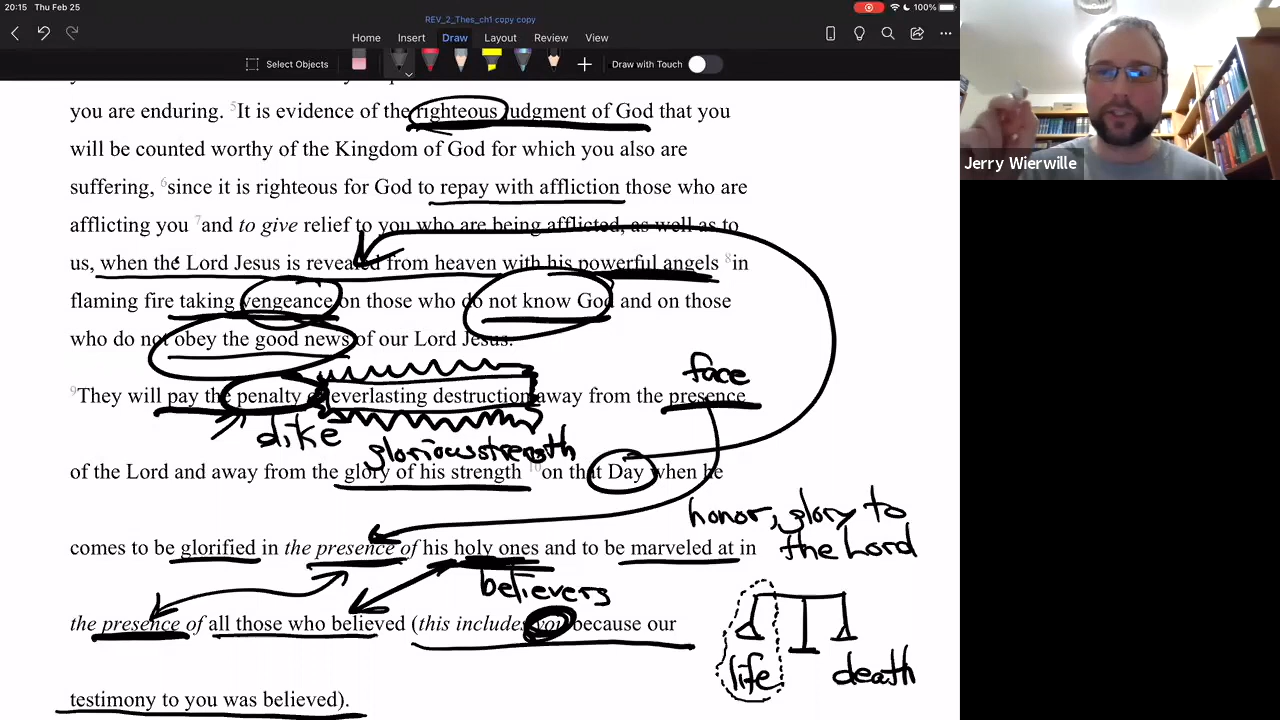 20:15 Thu Feb 25
100%
REV_2_Thes_ch1 copy copy
Home Insert Draw Layout Review View
Select Objects
Draw with Touch
you are enduring. 5It is evidence of the righteous judgment of God that you
will be counted worthy of the Kingdom of God for which you also are
suffering, 6since it is righteous for God to repay with affliction those who are
afflicting you 7and to give relief to you who are being afflicted, as well as to
us, when the Lord Jesus is revealed from heaven with his powerful angels 8in
flaming fire taking vengeance on those who do not know God and on those
who do not obey the good news of our Lord Jesus.
face
9They will pay the penalty of everlasting destruction away from the presence
dike
glorious strength
of the Lord and away from the glory of his strength 10on that Day when he
honor, glory to
the Lord
comes to be glorified in the presence of his holy ones and to be marveled at in
believers
the presence of all those who believed (this includes you because our
life death
testimony to you was believed).
Jerry Wierwille